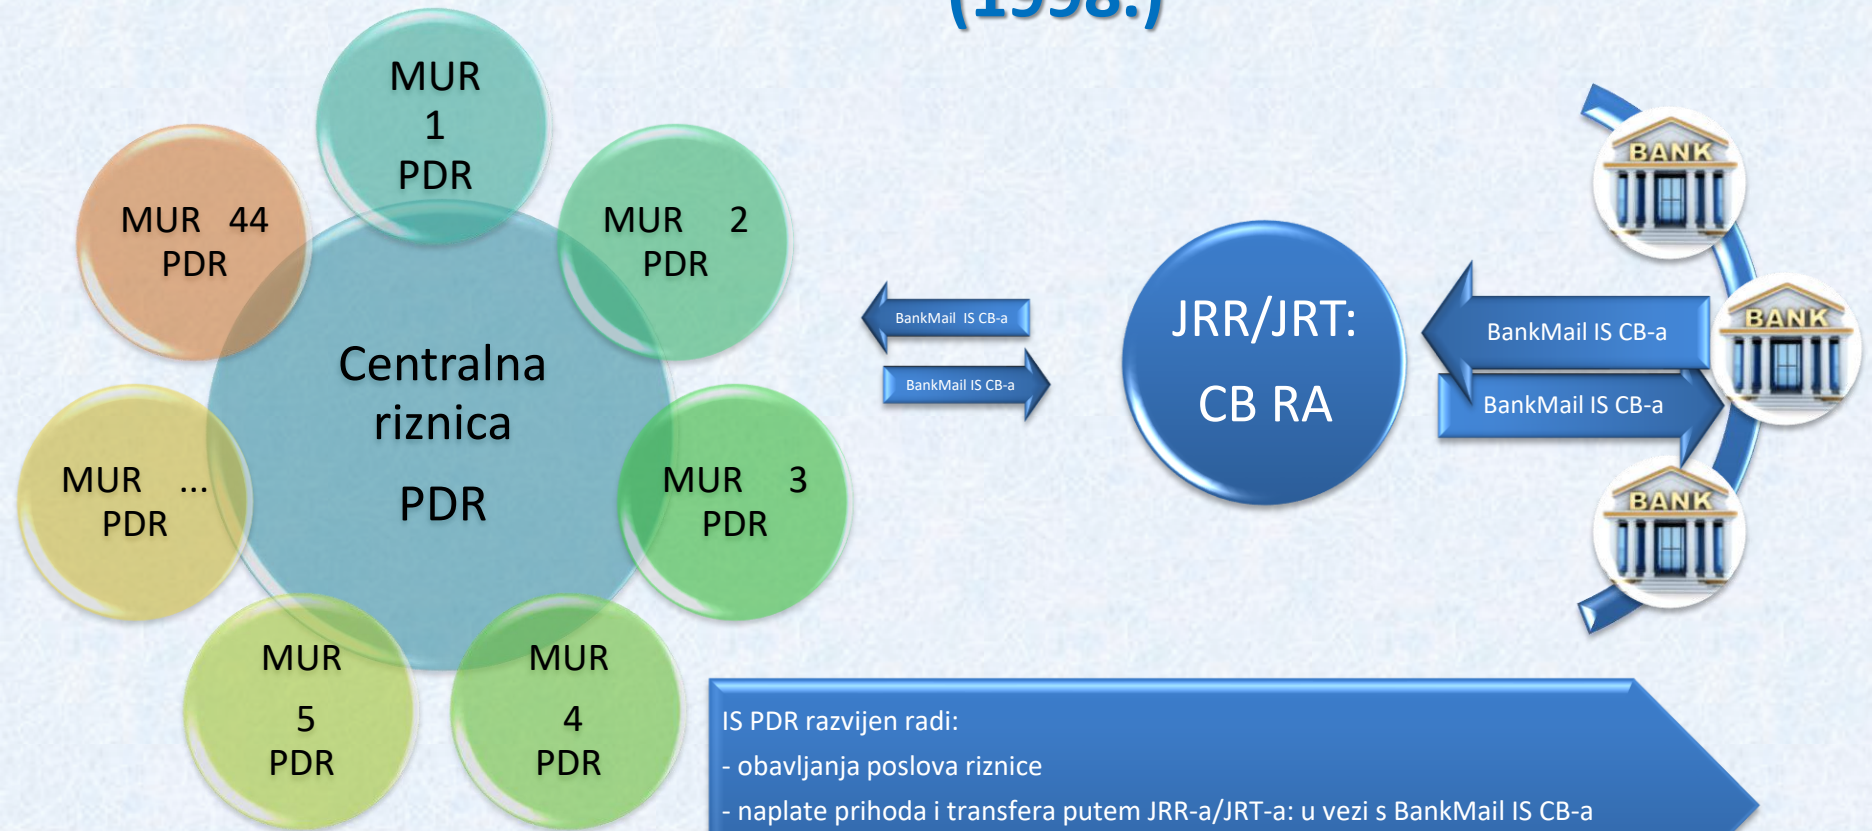 (1998.)
MUR
1
PDR
MUR 2
PDR
MUR 3
PDR
MUR
4
PDR
MUR
5
PDR
MUR ...
PDR
MUR 44
PDR
Centralna
riznica
PDR
BankMail IS CB-a
BankMail IS CB-a
JRR/JRT:
CB RA
BankMail IS CB-a
BankMail IS CB-a
BANK
BANK
BANK
IS PDR razvijen radi:
- obavljanja poslova riznice
- naplate prihoda i transfera putem JRR-a/JRT-a: u vezi s BankMail IS CB-a